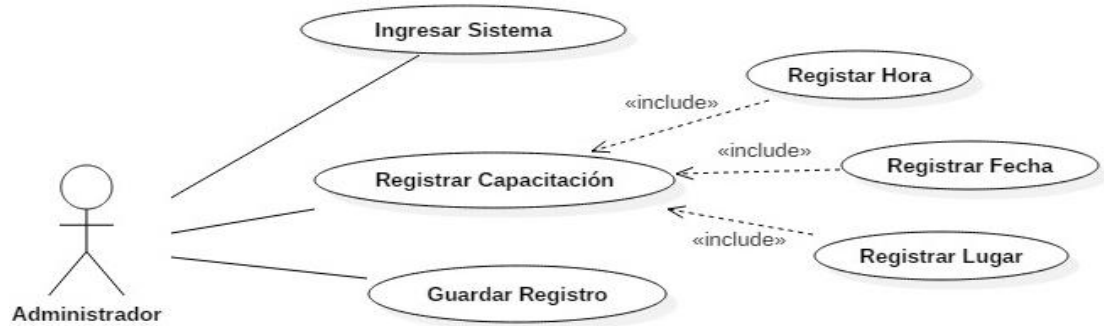 Ingresar Sistema
Registar Hora
«include»
«include»
Registrar Fecha
Registrar Capacitación
«include»
Registrar Lugar
Guardar Registro
Administrador